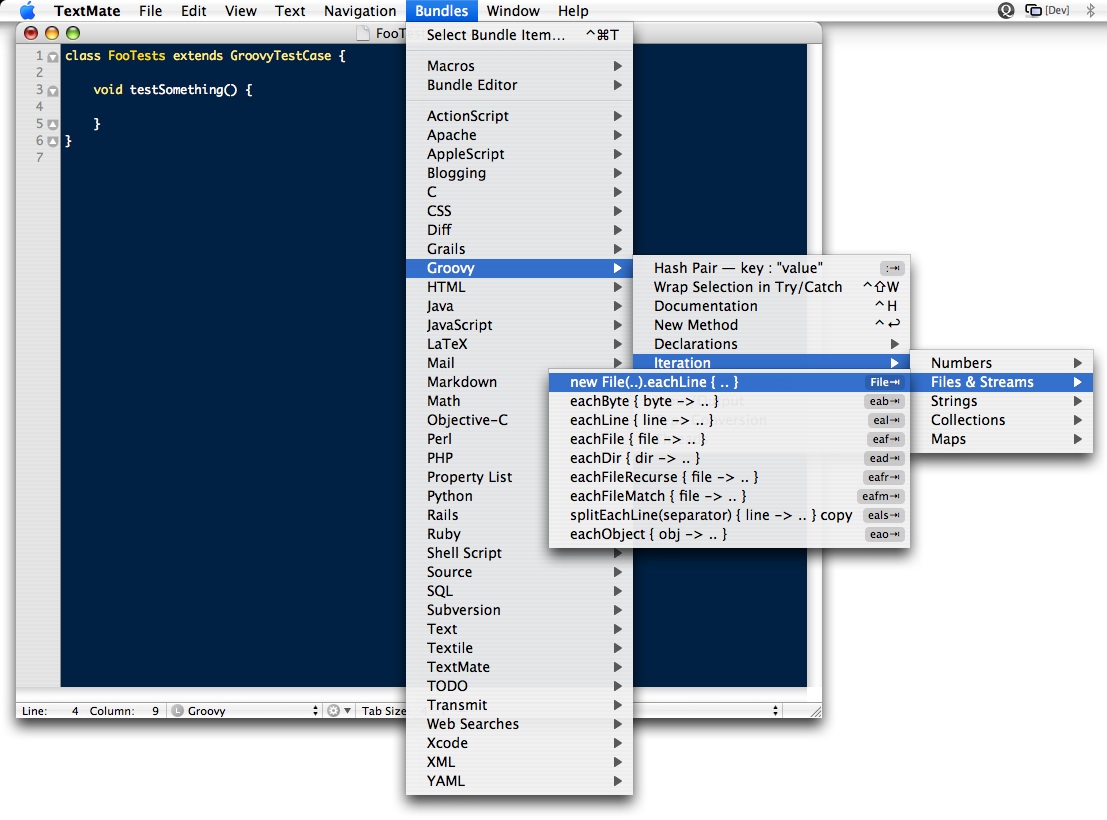 TextMate File Edit View Text Navigation Bundles Window Help [Dev]
FooTe
1 class FooTests extends GroovyTestCase {
2
3 void testSomething() {
4
5 }
6 }
7
Select Bundle Item... ^⌘T
Macros
Bundle Editor
ActionScript
Apache
AppleScript
Blogging
C
CSS
Diff
Grails
Groovy
HTML
Java
JavaScript
LaTeX
Mail
Markdown
Math
Objective-C
Perl
PHP
Property List
Python
Rails
Ruby
Shell Script
Source
SQL
Subversion
Text
Textile
TextMate
TODO
Transmit
Web Searches
Xcode
XML
YAML
Hash Pair — key : "value" :⇥
Wrap Selection in Try/Catch ^⇧W
Documentation ^H
New Method ^↩
Declarations
Iteration
Numbers
Files & Streams
Strings
Collections
Maps
new File(..).eachLine { .. } File⇥
eachByte { byte -> .. } eab⇥
eachLine { line -> .. } eal⇥
eachFile { file -> .. } eaf⇥
eachDir { dir -> .. } ead⇥
eachFileRecurse { file -> .. } eafr⇥
eachFileMatch { file -> .. } eafm⇥
splitEachLine(separator) { line -> .. } copy eals⇥
eachObject { obj -> .. } eao⇥
Line: 4 Column: 9 L Groovy Tab Size